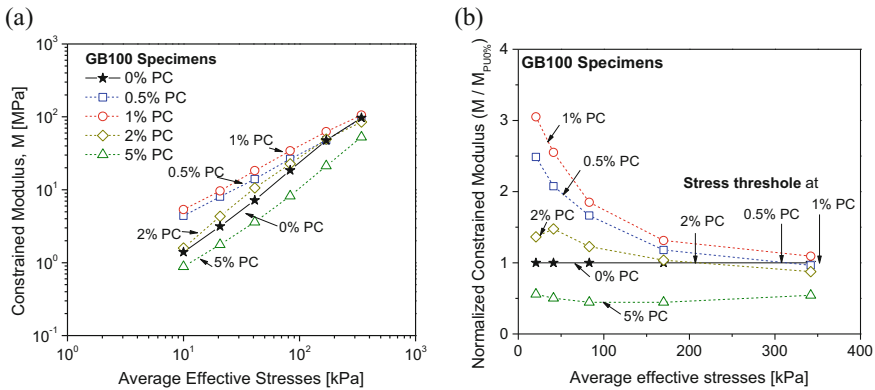 (a)
Constrained Modulus, M [MPa]
10³
10²
10¹
10⁰
10⁻¹
GB100 Specimens
0% PC
0.5% PC
1% PC
2% PC
5% PC
1% PC
0.5% PC
2% PC
0% PC
5% PC
10⁰
10¹
10²
10³
Average Effective Stresses [kPa]
(b)
Normalized Constrained Modulus (M / M_PU0%)
4
3
2
1
0
GB100 Specimens
1% PC
0.5% PC
Stress threshold at
2% PC
2% PC
0.5% PC
1% PC
0% PC
5% PC
0
100
200
300
400
Average effective stresses [kPa]